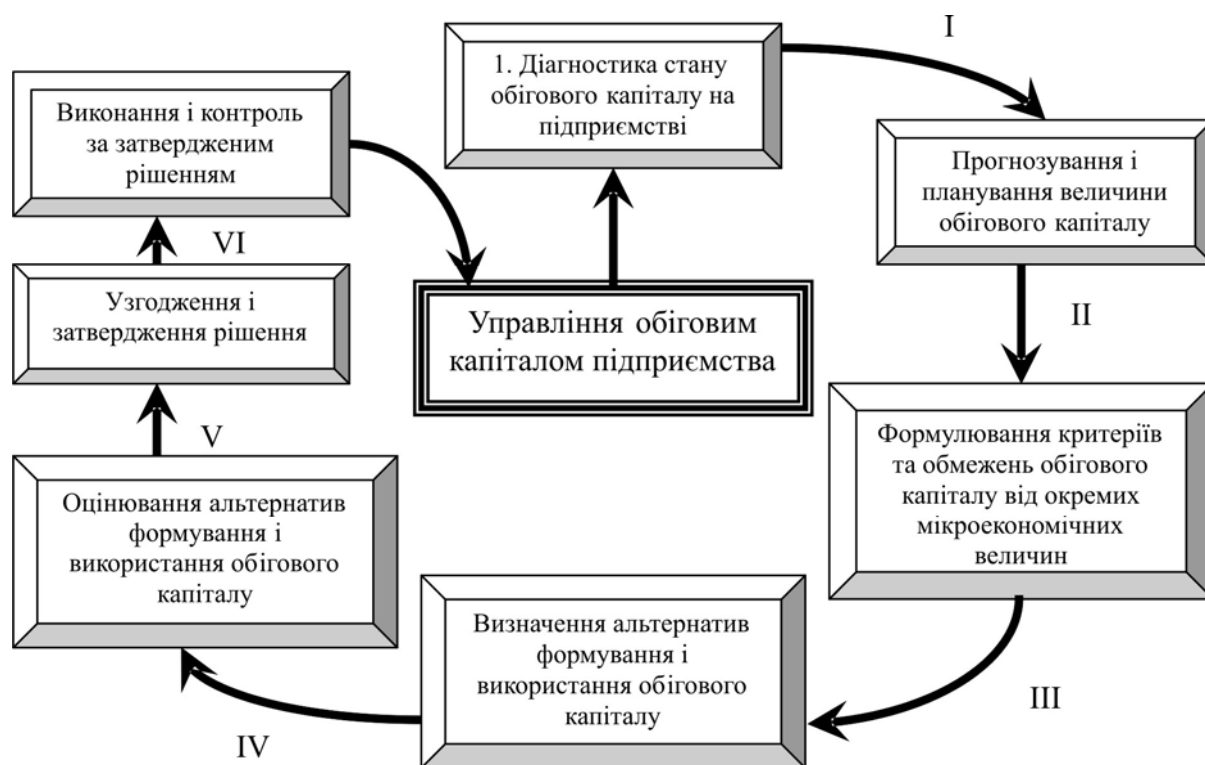 I
1. Діагностика стану
обігового капіталу на
підприємстві
Прогнозування і
планування величини
обігового капіталу
II
Формулювання критеріїв
та обмежень обігового
капіталу від окремих
мікроекономічних
величин
III
Визначення альтернатив
формування і
використання обігового
капіталу
IV
Оцінювання альтернатив
формування і
використання обігового
капіталу
V
Узгодження і
затвердження рішення
VI
Виконання і контроль
за затвердженим
рішенням
Управління обіговим
капіталом підприємства